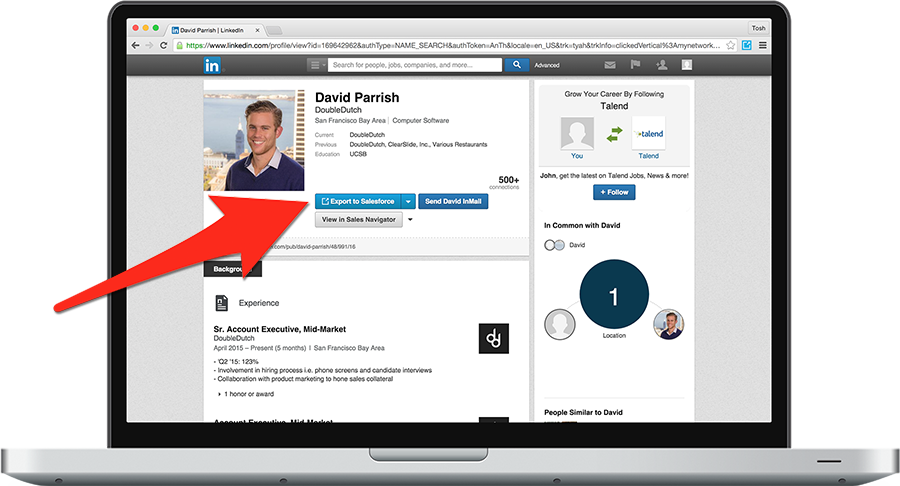 David Parrish | LinkedIn
Tosh
https://www.linkedin.com/profile/view?id=169642962&authType=NAME_SEARCH&authToken=AnTh&locale=en_US&trk=tyah&trkInfo=clickedVertical%3Amynetwork...
in
Search for people, jobs, companies, and more...
Advanced
David Parrish
DoubleDutch
San Francisco Bay Area | Computer Software
Current DoubleDutch
Previous DoubleDutch, ClearSlide, Inc., Various Restaurants
Education UCSB
500+
connections
Export to Salesforce
Send David InMail
View in Sales Navigator
.com/pub/david-parrish/48/991/16
Background
Experience
Sr. Account Executive, Mid-Market
DoubleDutch
April 2015 – Present (5 months) | San Francisco Bay Area
- 'Q2 '15: 123%
- Involvement in hiring process i.e. phone screens and candidate interviews
- Collaboration with product marketing to hone sales collateral
1 honor or award
Account Executive, Mid-Market
dd
Grow Your Career By Following
Talend
talend
You
Talend
John, get the latest on Talend Jobs, News & more!
+ Follow
In Common with David
David
1
Location
People Similar to David